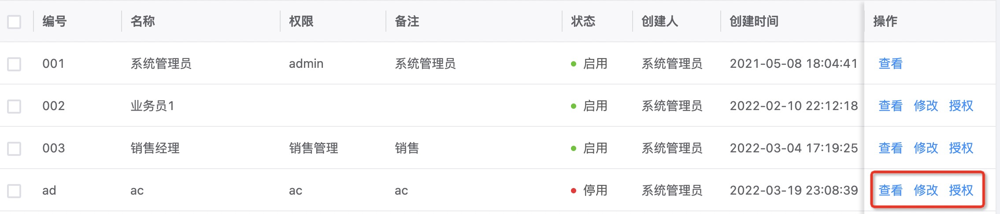 编号 名称 权限 备注 状态 创建人 创建时间 操作
001 系统管理员 admin 系统管理员 启用 系统管理员 2021-05-08 18:04:41 查看
002 业务员1 启用 系统管理员 2022-02-10 22:12:18 查看 修改 授权
003 销售经理 销售管理 销售 启用 系统管理员 2022-03-04 17:19:25 查看 修改 授权
ad ac ac ac 停用 系统管理员 2022-03-19 23:08:39 查看 修改 授权